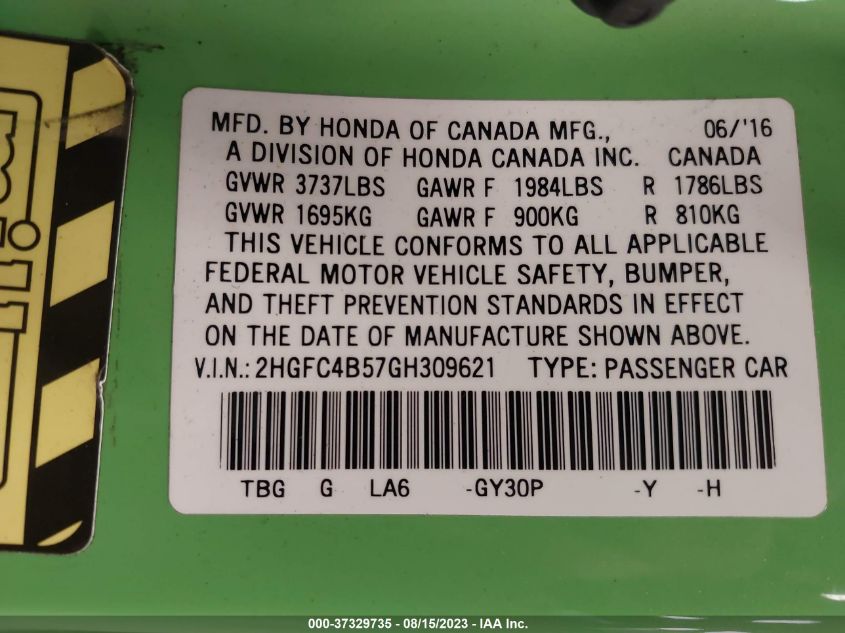 MFD. BY HONDA OF CANADA MFG., 06/'16
A DIVISION OF HONDA CANADA INC. CANADA
GVWR 3737LBS GAWR F 1984LBS R 1786LBS
GVWR 1695KG GAWR F 900KG R 810KG
THIS VEHICLE CONFORMS TO ALL APPLICABLE
FEDERAL MOTOR VEHICLE SAFETY, BUMPER,
AND THEFT PREVENTION STANDARDS IN EFFECT
ON THE DATE OF MANUFACTURE SHOWN ABOVE.
V.I.N.: 2HGFC4B57GH309621 TYPE: PASSENGER CAR
TBG G LA6 -GY30P -Y -H
000-37329735 - 08/15/2023 - IAA Inc.